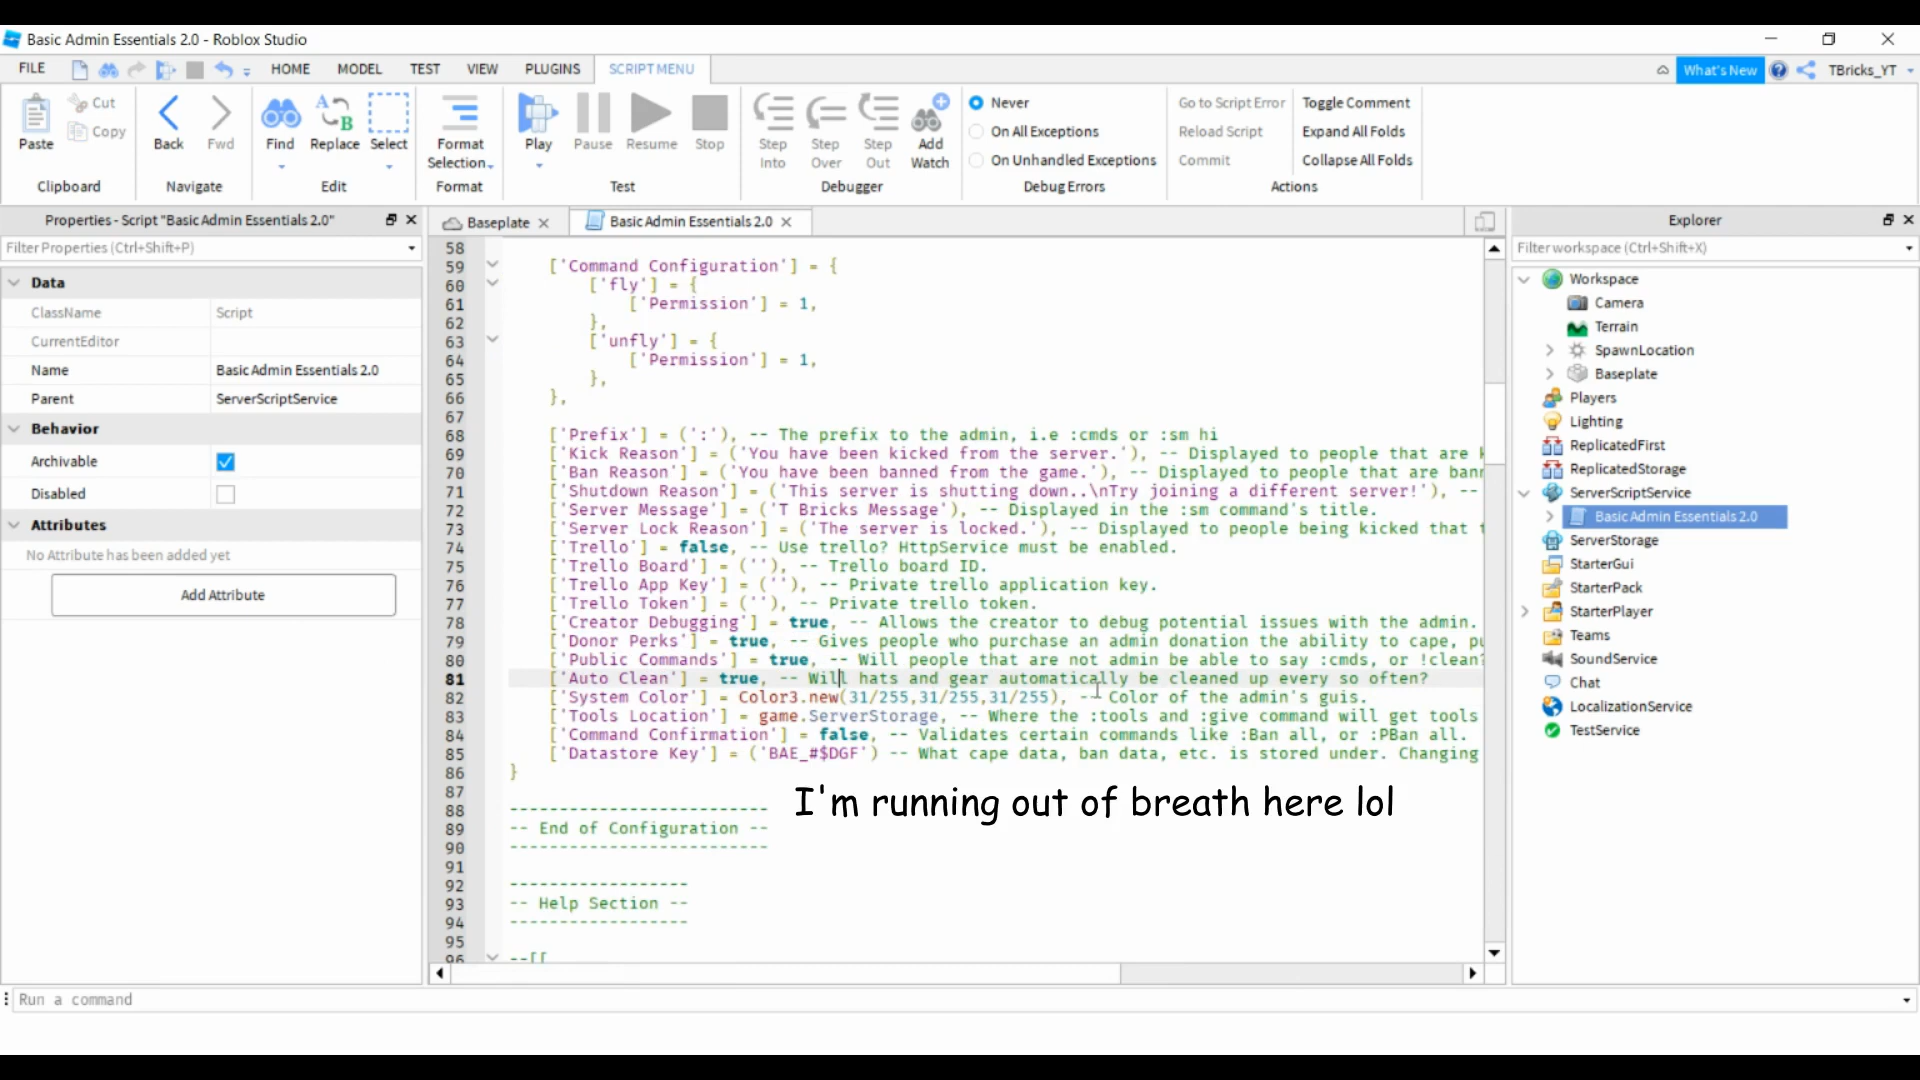 Basic Admin Essentials 2.0 - Roblox Studio
FILE HOME MODEL TEST VIEW PLUGINS SCRIPT MENU What's New TBricks_YT
Paste Cut Copy Clipboard
Back Fwd Navigate
Find Replace Select Edit
Format Selection Format
Play Pause Resume Stop Test
Step Into Step Over Step Out Add Watch Debugger
Never
On All Exceptions
On Unhandled Exceptions
Debug Errors
Go to Script Error Toggle Comment
Reload Script Expand All Folds
Commit Collapse All Folds
Actions
Properties - Script "Basic Admin Essentials 2.0"
Filter Properties (Ctrl+Shift+P)
Data
ClassName Script
CurrentEditor
Name Basic Admin Essentials 2.0
Parent ServerScriptService
Behavior
Archivable
Disabled
Attributes
No Attribute has been added yet
Add Attribute
Baseplate Basic Admin Essentials 2.0
58
59 ['Command Configuration'] = {
60 ['fly'] = {
61 ['Permission'] = 1,
62 },
63 ['unfly'] = {
64 ['Permission'] = 1,
65 },
66 },
67
68 ['Prefix'] = (':'), -- The prefix to the admin, i.e :cmds or :sm hi
69 ['Kick Reason'] = ('You have been kicked from the server.'), -- Displayed to people that are k
70 ['Ban Reason'] = ('You have been banned from the game.'), -- Displayed to people that are ban
71 ['Shutdown Reason'] = ('This server is shutting down..\nTry joining a different server!'), --
72 ['Server Message'] = ('T Bricks Message'), -- Displayed in the :sm command's title.
73 ['Server Lock Reason'] = ('The server is locked.'), -- Displayed to people being kicked that t
74 ['Trello'] = false, -- Use trello? HttpService must be enabled.
75 ['Trello Board'] = (''), -- Trello board ID.
76 ['Trello App Key'] = (''), -- Private trello application key.
77 ['Trello Token'] = (''), -- Private trello token.
78 ['Creator Debugging'] = true, -- Allows the creator to debug potential issues with the admin.
79 ['Donor Perks'] = true, -- Gives people who purchase an admin donation the ability to cape, pu
80 ['Public Commands'] = true, -- Will people that are not admin be able to say :cmds, or !clean?
81 ['Auto Clean'] = true, -- Will hats and gear automatically be cleaned up every so often?
82 ['System Color'] = Color3.new(31/255,31/255,31/255), -- Color of the admin's guis.
83 ['Tools Location'] = game.ServerStorage, -- Where the :tools and :give command will get tools
84 ['Command Confirmation'] = false, -- Validates certain commands like :Ban all, or :PBan all.
85 ['Datastore Key'] = ('BAE_#$DGF') -- What cape data, ban data, etc. is stored under. Changing
86 }
87
88 --------------------------
89 -- End of Configuration --
90 --------------------------
91
92 ------------------
93 -- Help Section --
94 ------------------
95
96 --[[
I'm running out of breath here lol
Explorer
Filter workspace (Ctrl+Shift+X)
Workspace
Camera
Terrain
SpawnLocation
Baseplate
Players
Lighting
ReplicatedFirst
ReplicatedStorage
ServerScriptService
Basic Admin Essentials 2.0
ServerStorage
StarterGui
StarterPack
StarterPlayer
Teams
SoundService
Chat
LocalizationService
TestService
Run a command